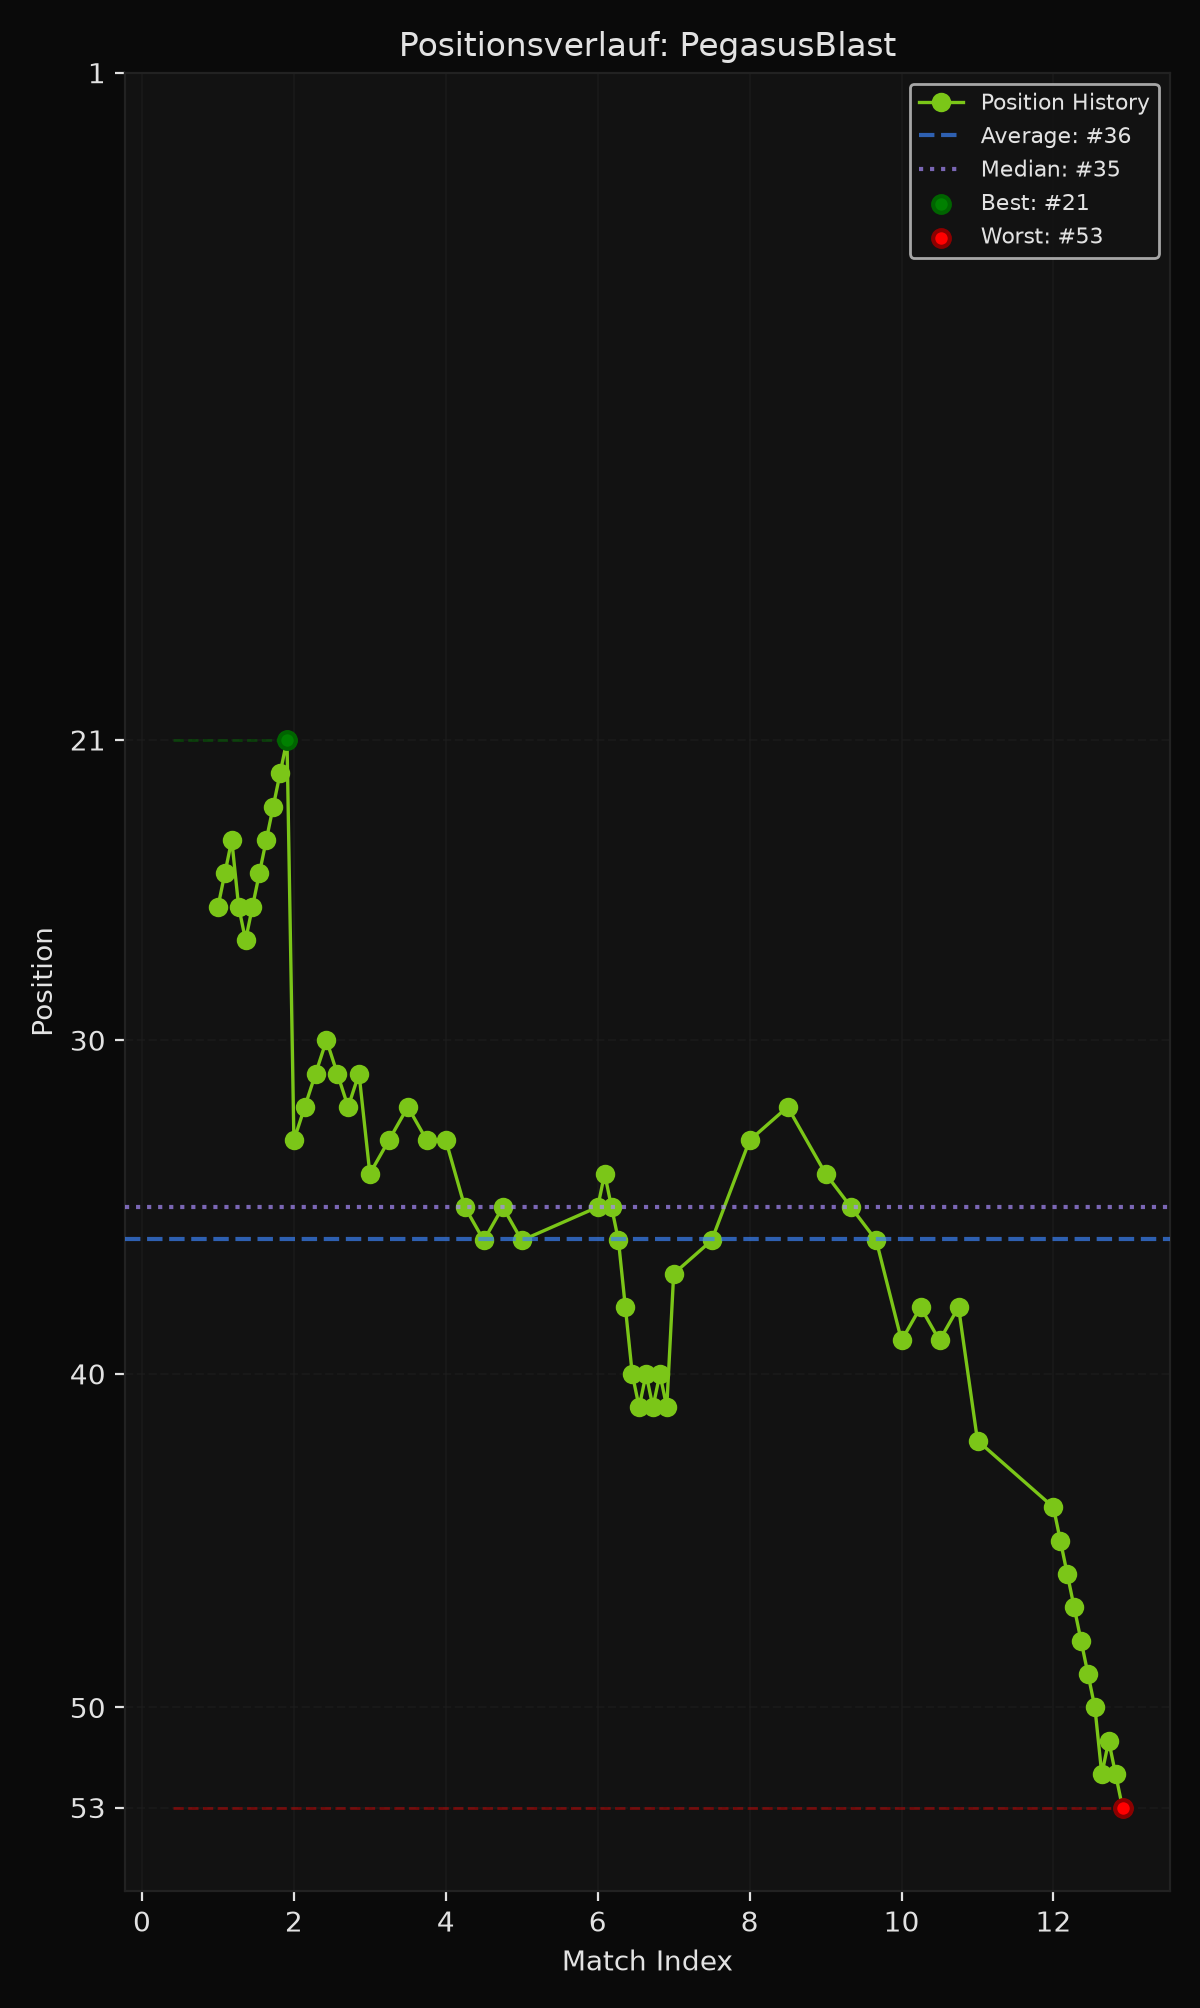 Positionsverlauf: PegasusBlast
Position History
Average: #36
Median: #35
Best: #21
Worst: #53
Position
1
21
30
40
50
53
0 2 4 6 8 10 12
Match Index